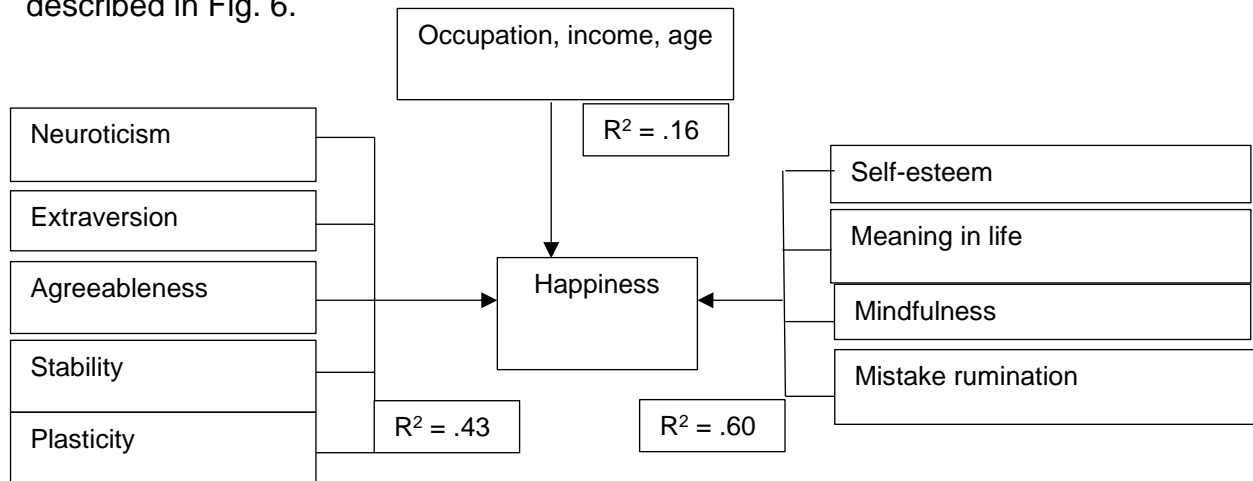 described in Fig. 6.
Occupation, income, age
R² = .16
Neuroticism
Extraversion
Agreeableness
Stability
Plasticity
R² = .43
Happiness
R² = .60
Self-esteem
Meaning in life
Mindfulness
Mistake rumination